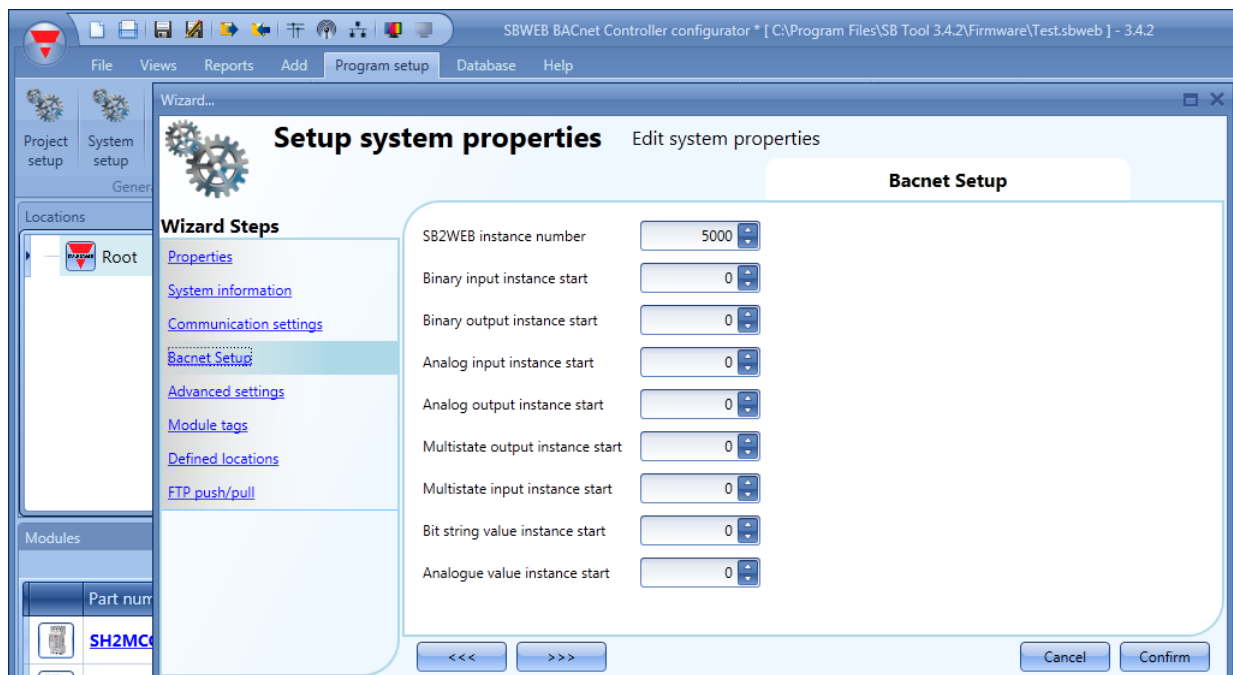 SBWEB BACnet Controller configurator * [ C:\Program Files\SB Tool 3.4.2\Firmware\Test.sbweb ] - 3.4.2
File Views Reports Add Program setup Database Help
Project setup
System setup
Wizard...
Setup system properties Edit system properties
Bacnet Setup
Locations
Root
Wizard Steps
Properties
System information
Communication settings
Bacnet Setup
Advanced settings
Module tags
Defined locations
FTP push/pull
SB2WEB instance number 5000
Binary input instance start 0
Binary output instance start 0
Analog input instance start 0
Analog output instance start 0
Multistate output instance start 0
Multistate input instance start 0
Bit string value instance start 0
Analogue value instance start 0
Modules
Part num
SH2MC
<<< >>> Cancel Confirm